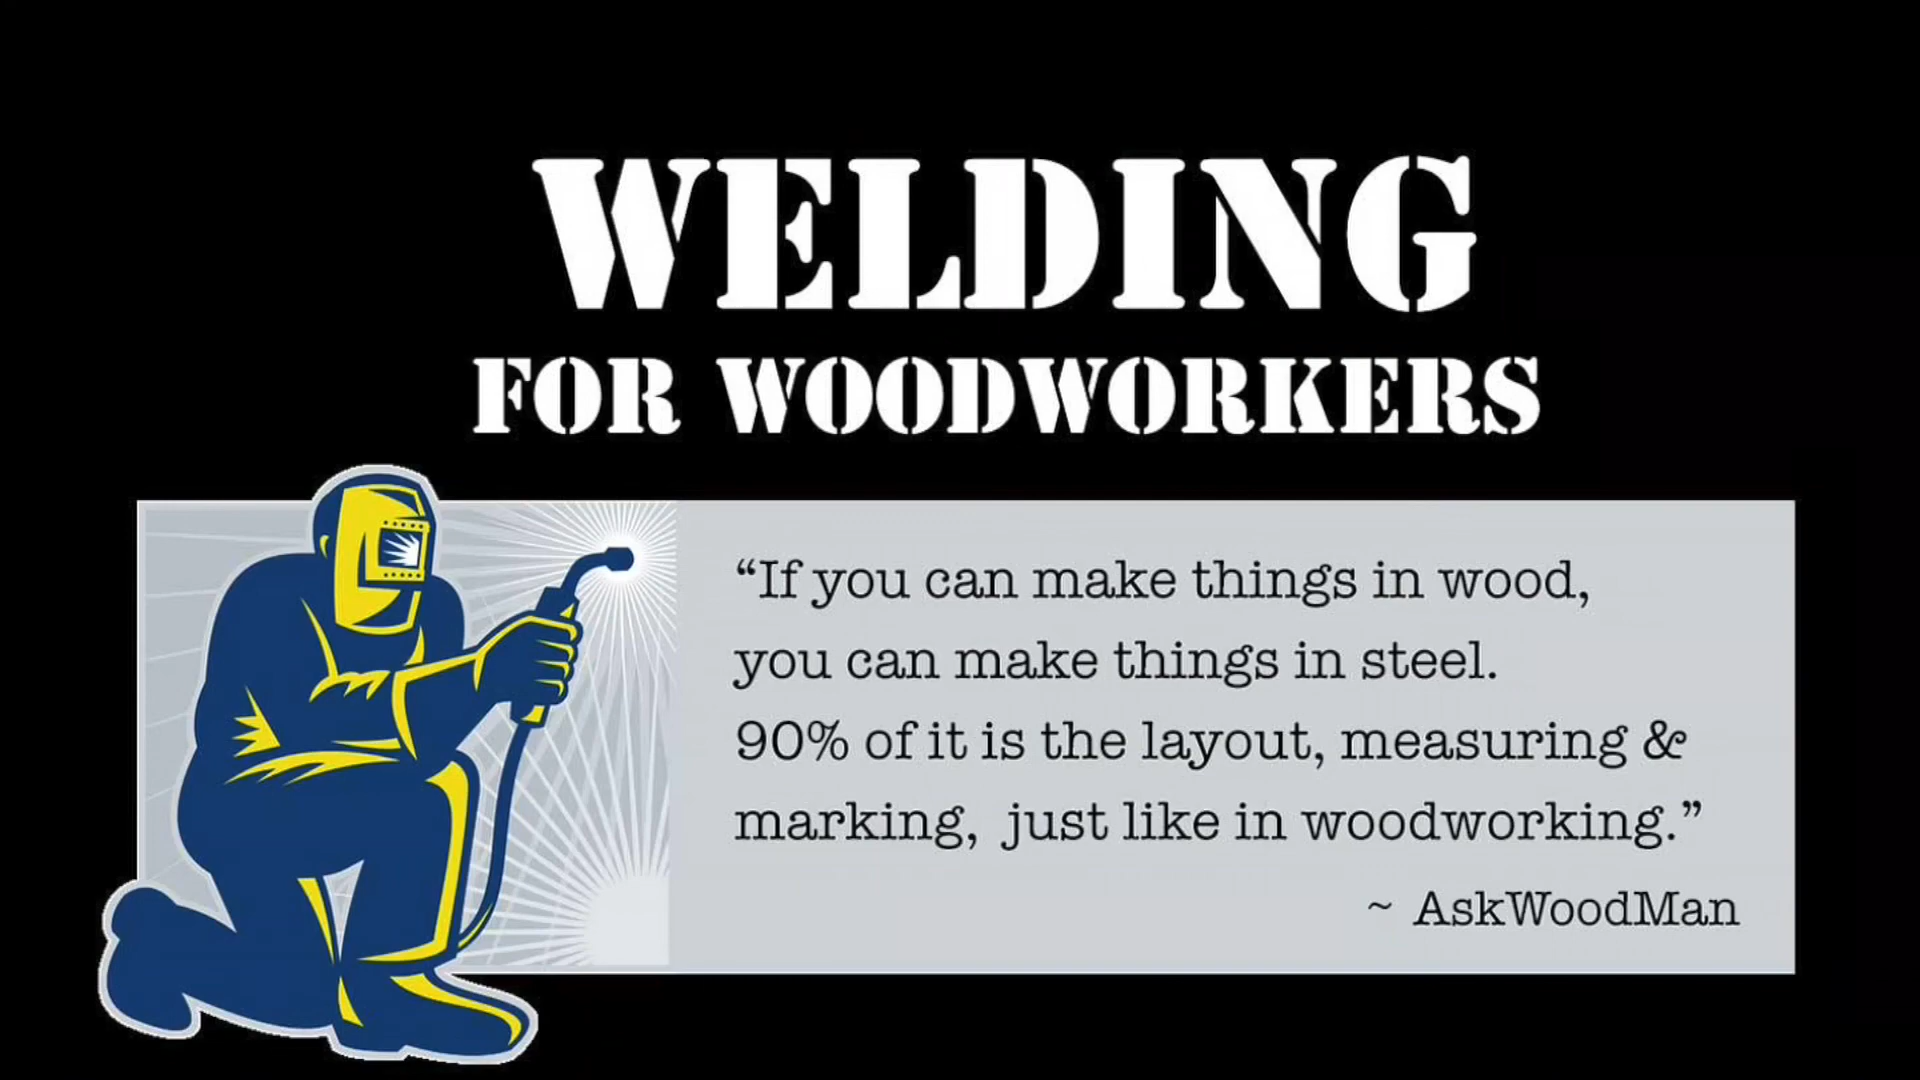 WELDING
FOR WOODWORKERS
“If you can make things in wood,
you can make things in steel.
90% of it is the layout, measuring &
marking, just like in woodworking.”
~ AskWoodMan